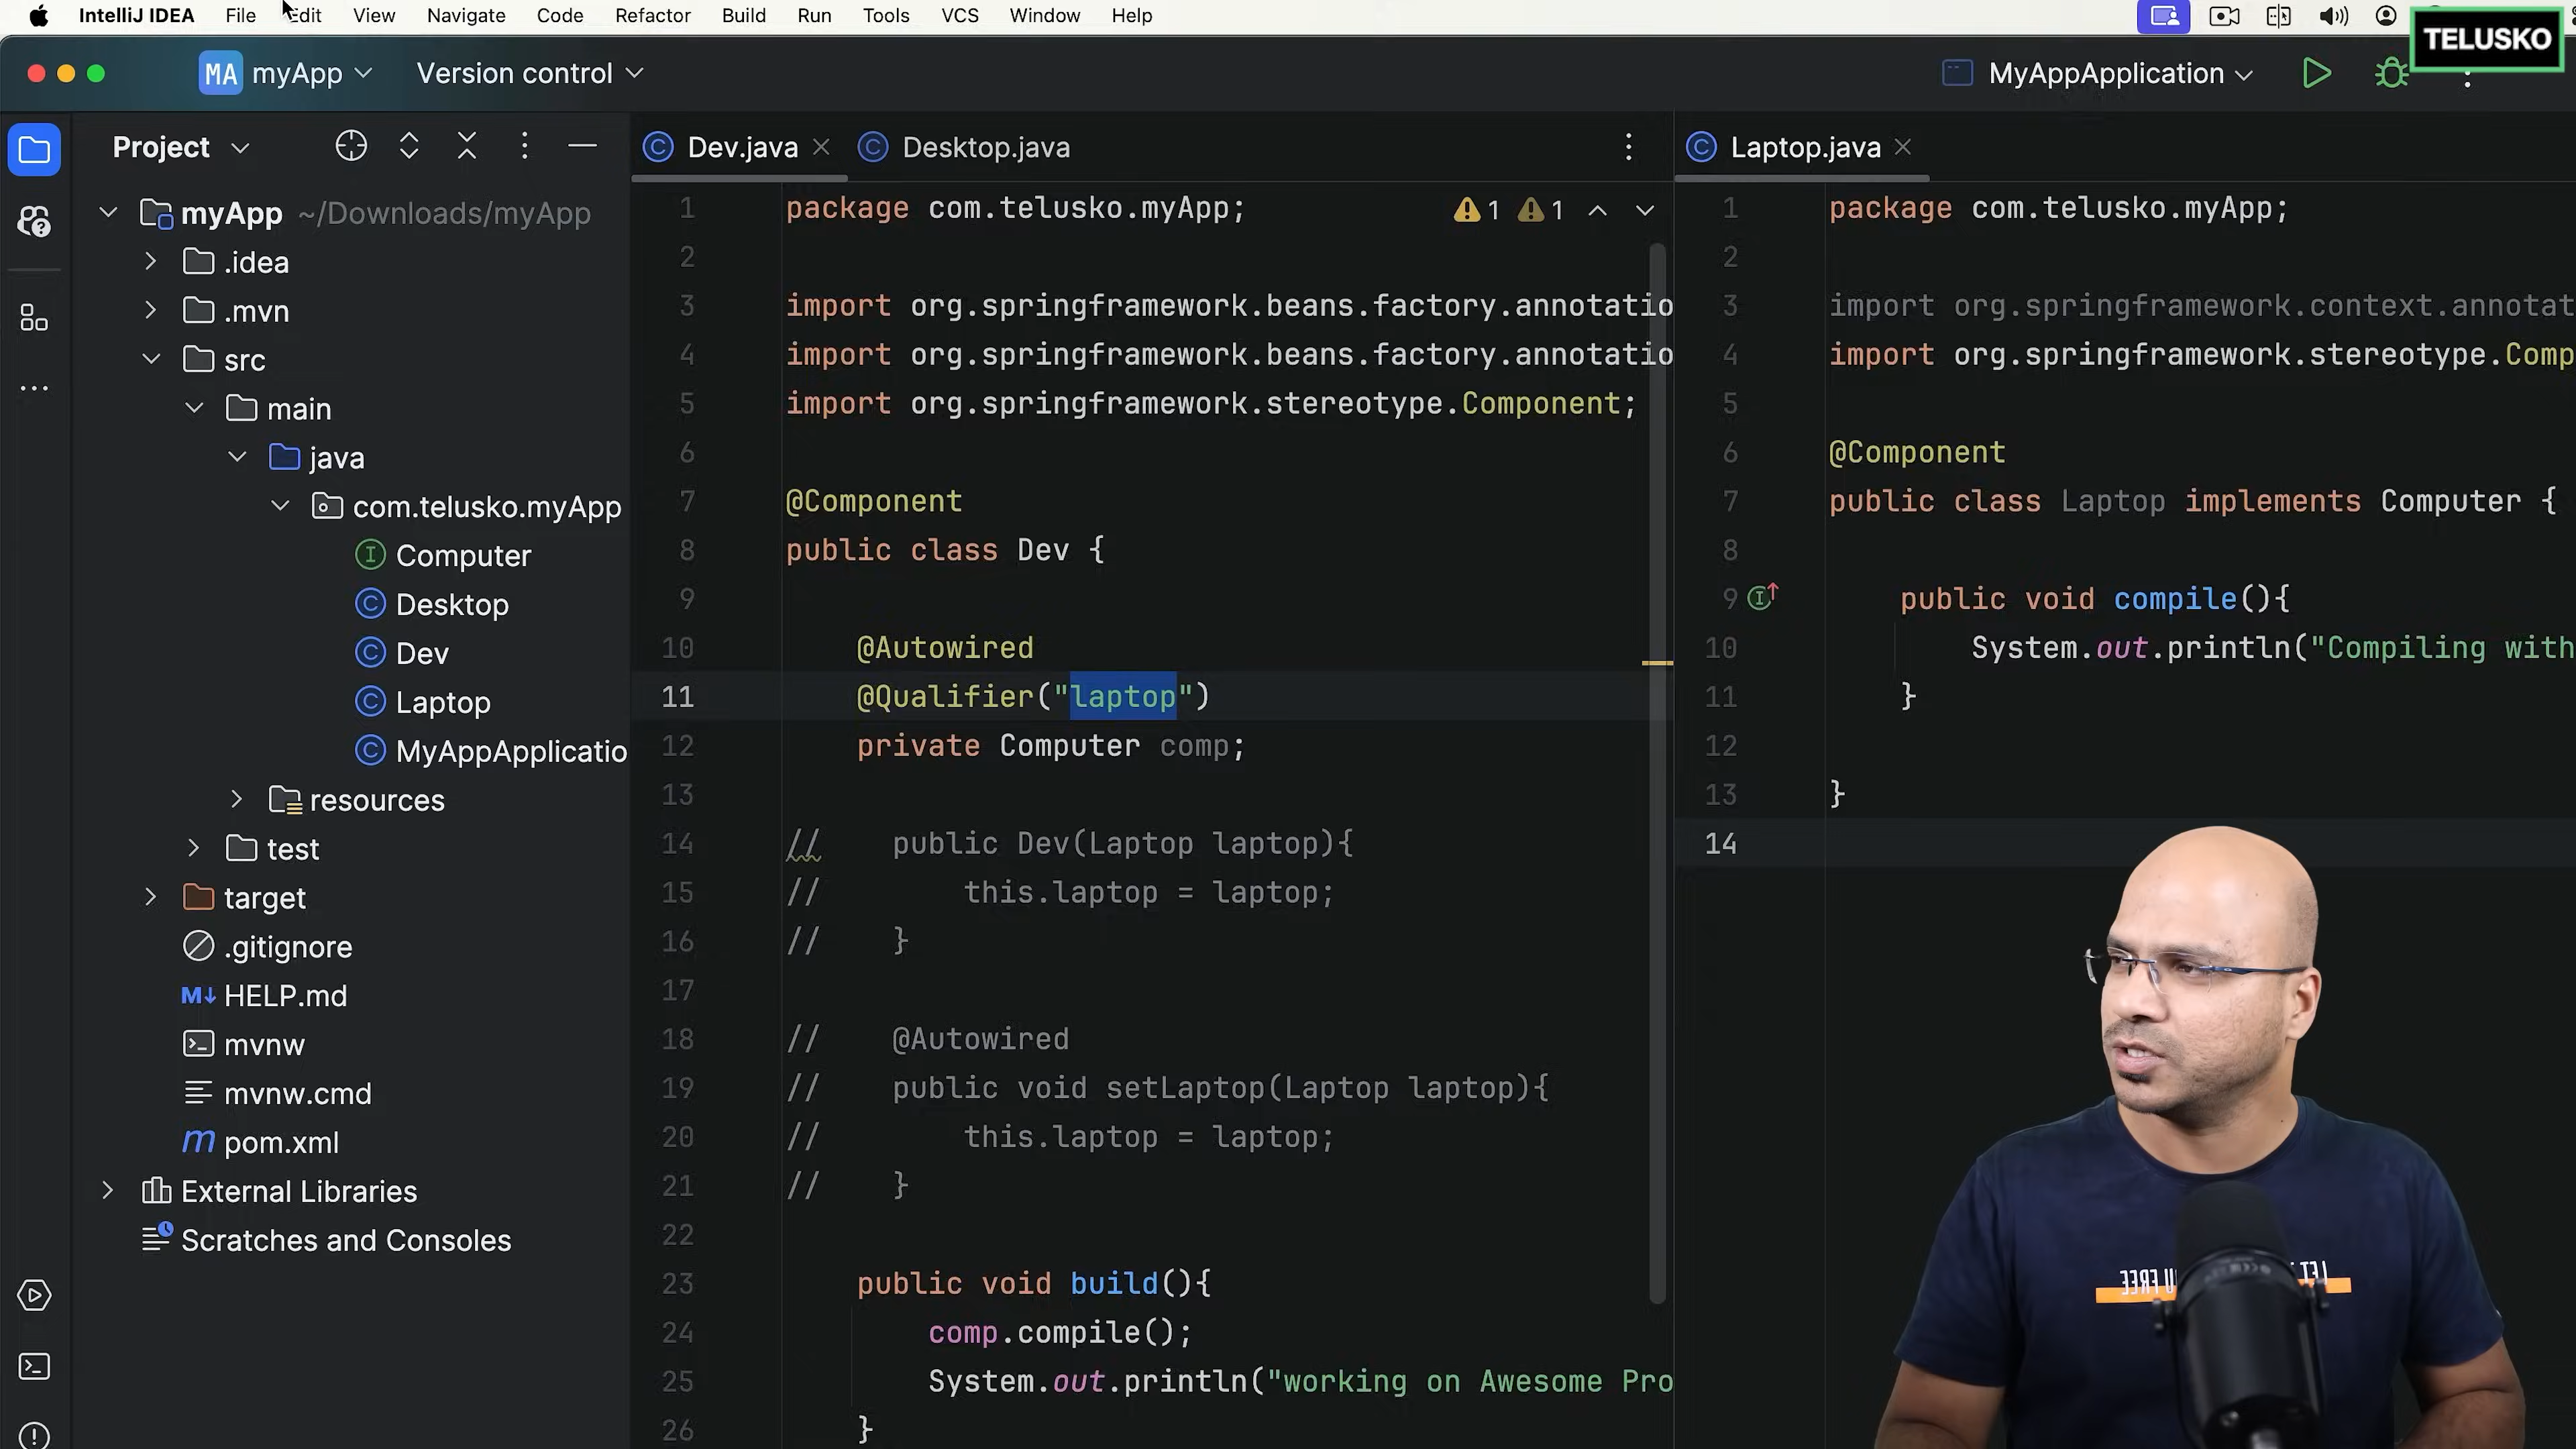 IntelliJ IDEA File Edit View Navigate Code Refactor Build Run Tools VCS Window Help
TELUSKO
MA myApp Version control MyAppApplication
Project
myApp ~/Downloads/myApp
.idea
.mvn
src
main
java
com.telusko.myApp
Computer
Desktop
Dev
Laptop
MyAppApplicatio
resources
test
target
.gitignore
HELP.md
mvnw
mvnw.cmd
pom.xml
External Libraries
Scratches and Consoles
Dev.java Desktop.java
1 package com.telusko.myApp; 1 1
2
3 import org.springframework.beans.factory.annotatio
4 import org.springframework.beans.factory.annotatio
5 import org.springframework.stereotype.Component;
6
7 @Component
8 public class Dev {
9
10 @Autowired
11 @Qualifier("laptop")
12 private Computer comp;
13
14 // public Dev(Laptop laptop){
15 // this.laptop = laptop;
16 // }
17
18 // @Autowired
19 // public void setLaptop(Laptop laptop){
20 // this.laptop = laptop;
21 // }
22
23 public void build(){
24 comp.compile();
25 System.out.println("working on Awesome Pro
26 }
Laptop.java
1 package com.telusko.myApp;
2
3 import org.springframework.context.annotat
4 import org.springframework.stereotype.Comp
5
6 @Component
7 public class Laptop implements Computer {
8
9 public void compile(){
10 System.out.println("Compiling with
11 }
12
13 }
14